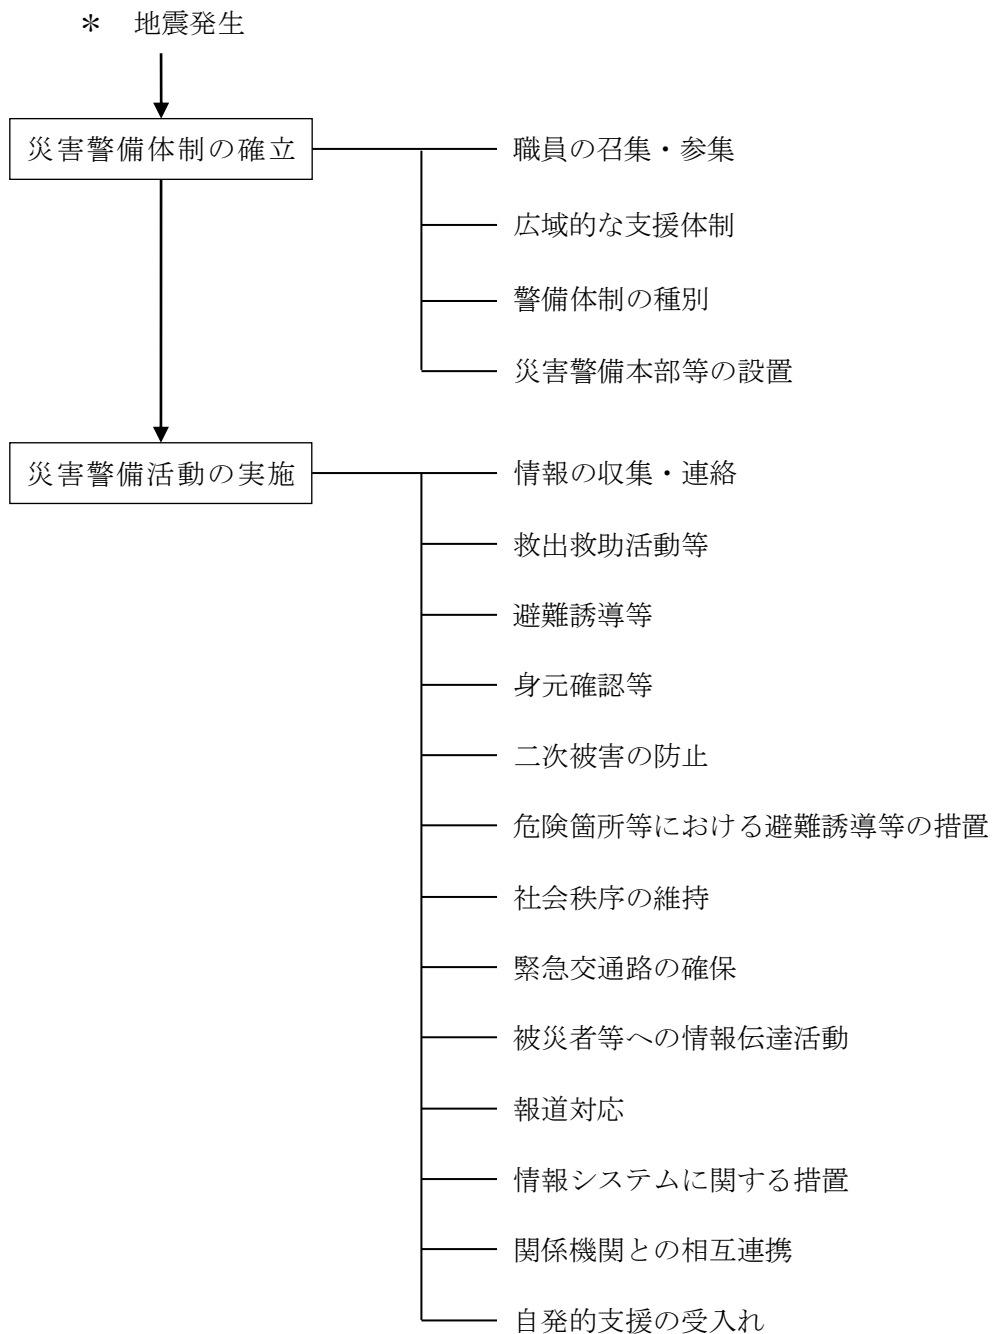 ＊ 地震発生
災害警備体制の確立
職員の召集・参集
広域的な支援体制
警備体制の種別
災害警備本部等の設置
災害警備活動の実施
情報の収集・連絡
救出救助活動等
避難誘導等
身元確認等
二次被害の防止
危険箇所等における避難誘導等の措置
社会秩序の維持
緊急交通路の確保
被災者等への情報伝達活動
報道対応
情報システムに関する措置
関係機関との相互連携
自発的支援の受入れ